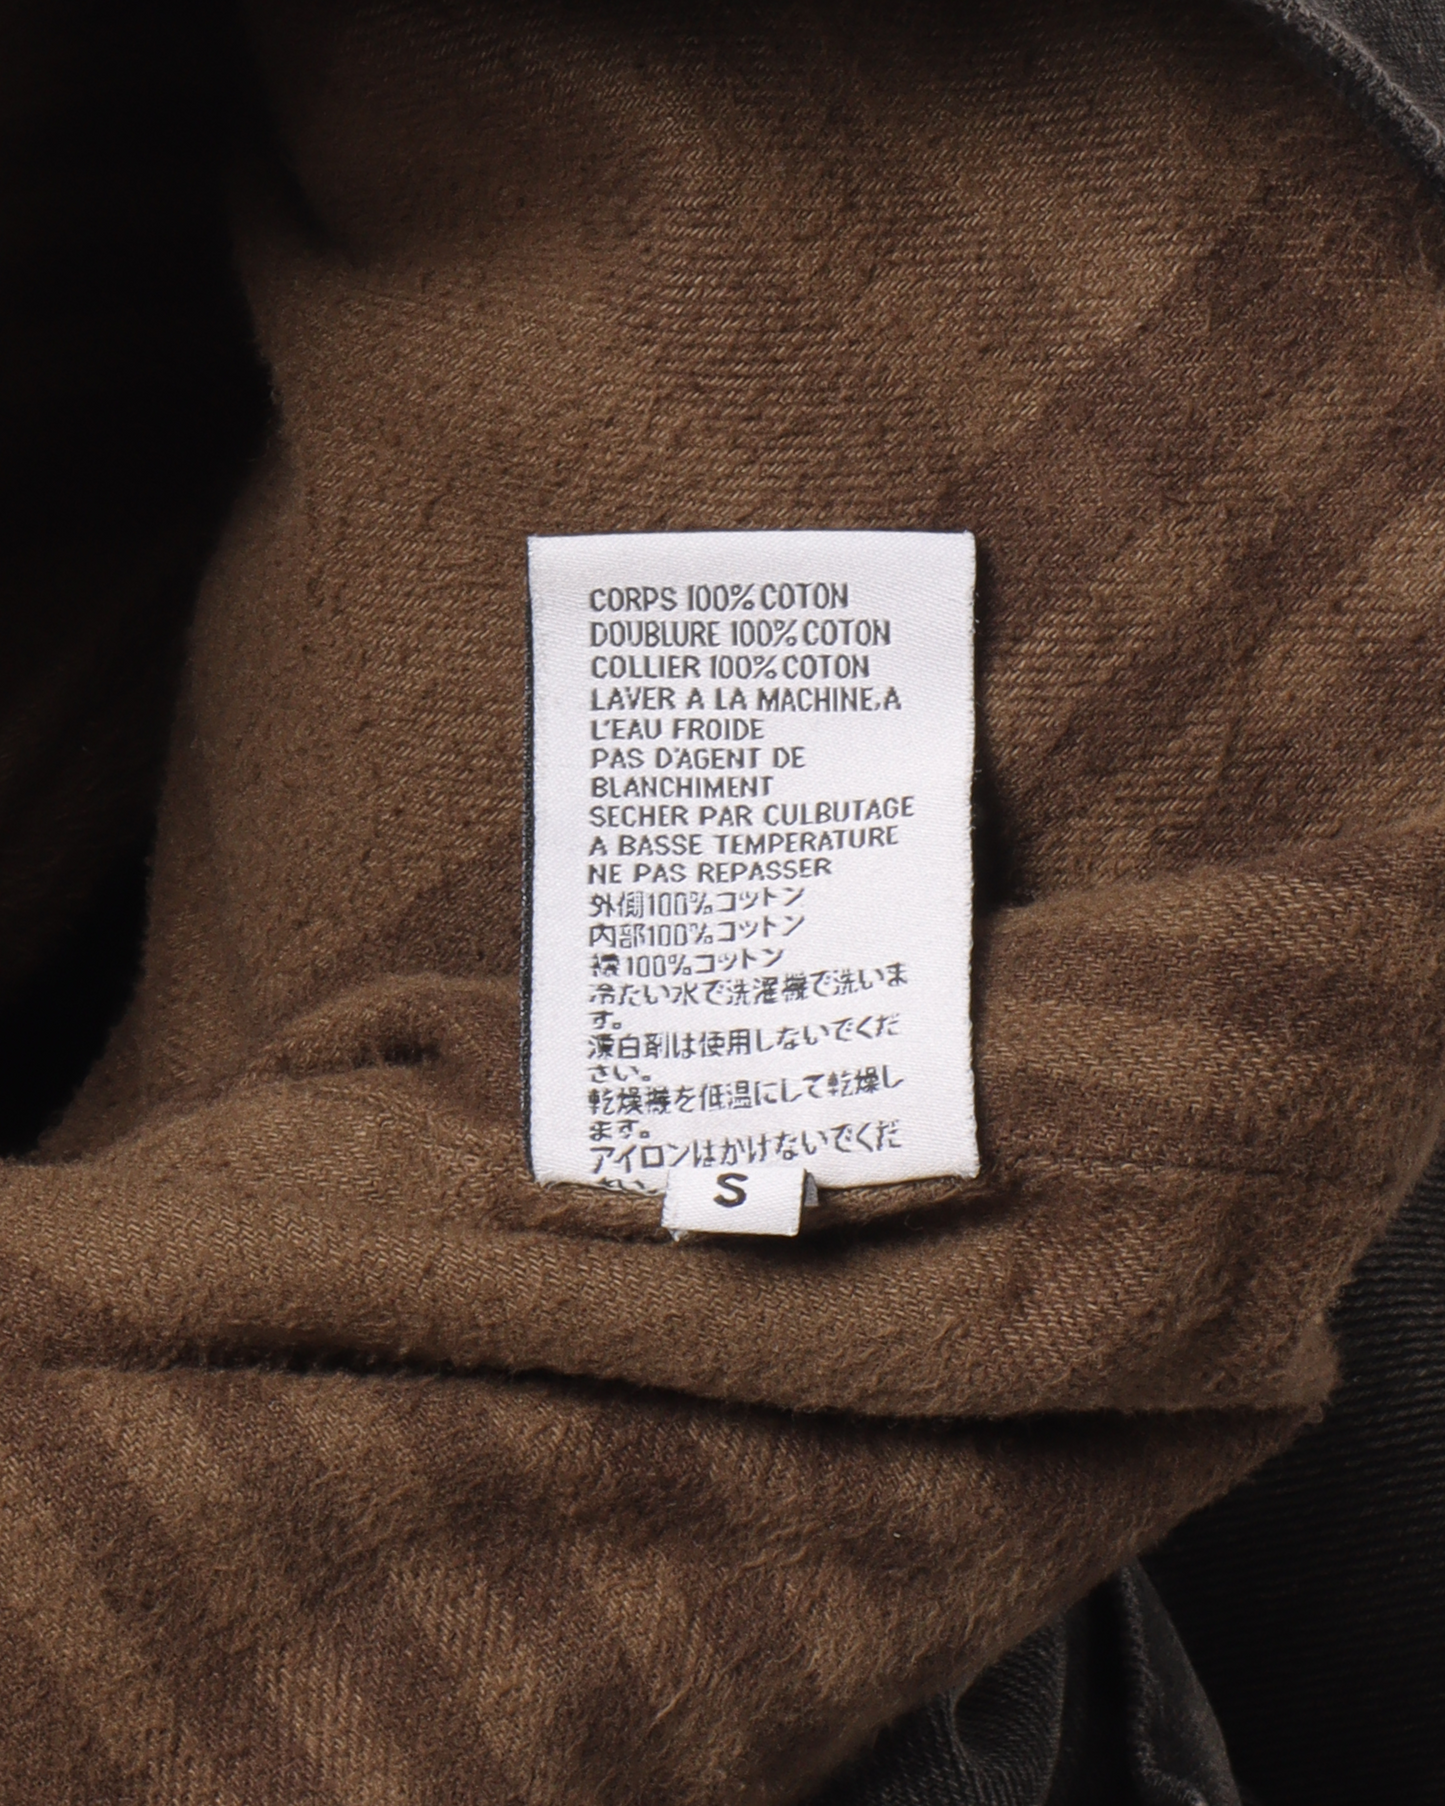 CORPS 100% COTON
DOUBLURE 100% COTON
COLLIER 100% COTON
LAVER A LA MACHINE,A
L'EAU FROIDE
PAS D'AGENT DE
BLANCHIMENT
SECHER PAR CULBUTAGE
A BASSE TEMPERATURE
NE PAS REPASSER
外側100%コットン
内部100%コットン
襟100%コットン
冷たい水で洗濯機で洗いま
す。
漂白剤は使用しないでくだ
さい。
乾燥機を低温にして乾燥し
ます。
アイロンはかけないでくだ
S